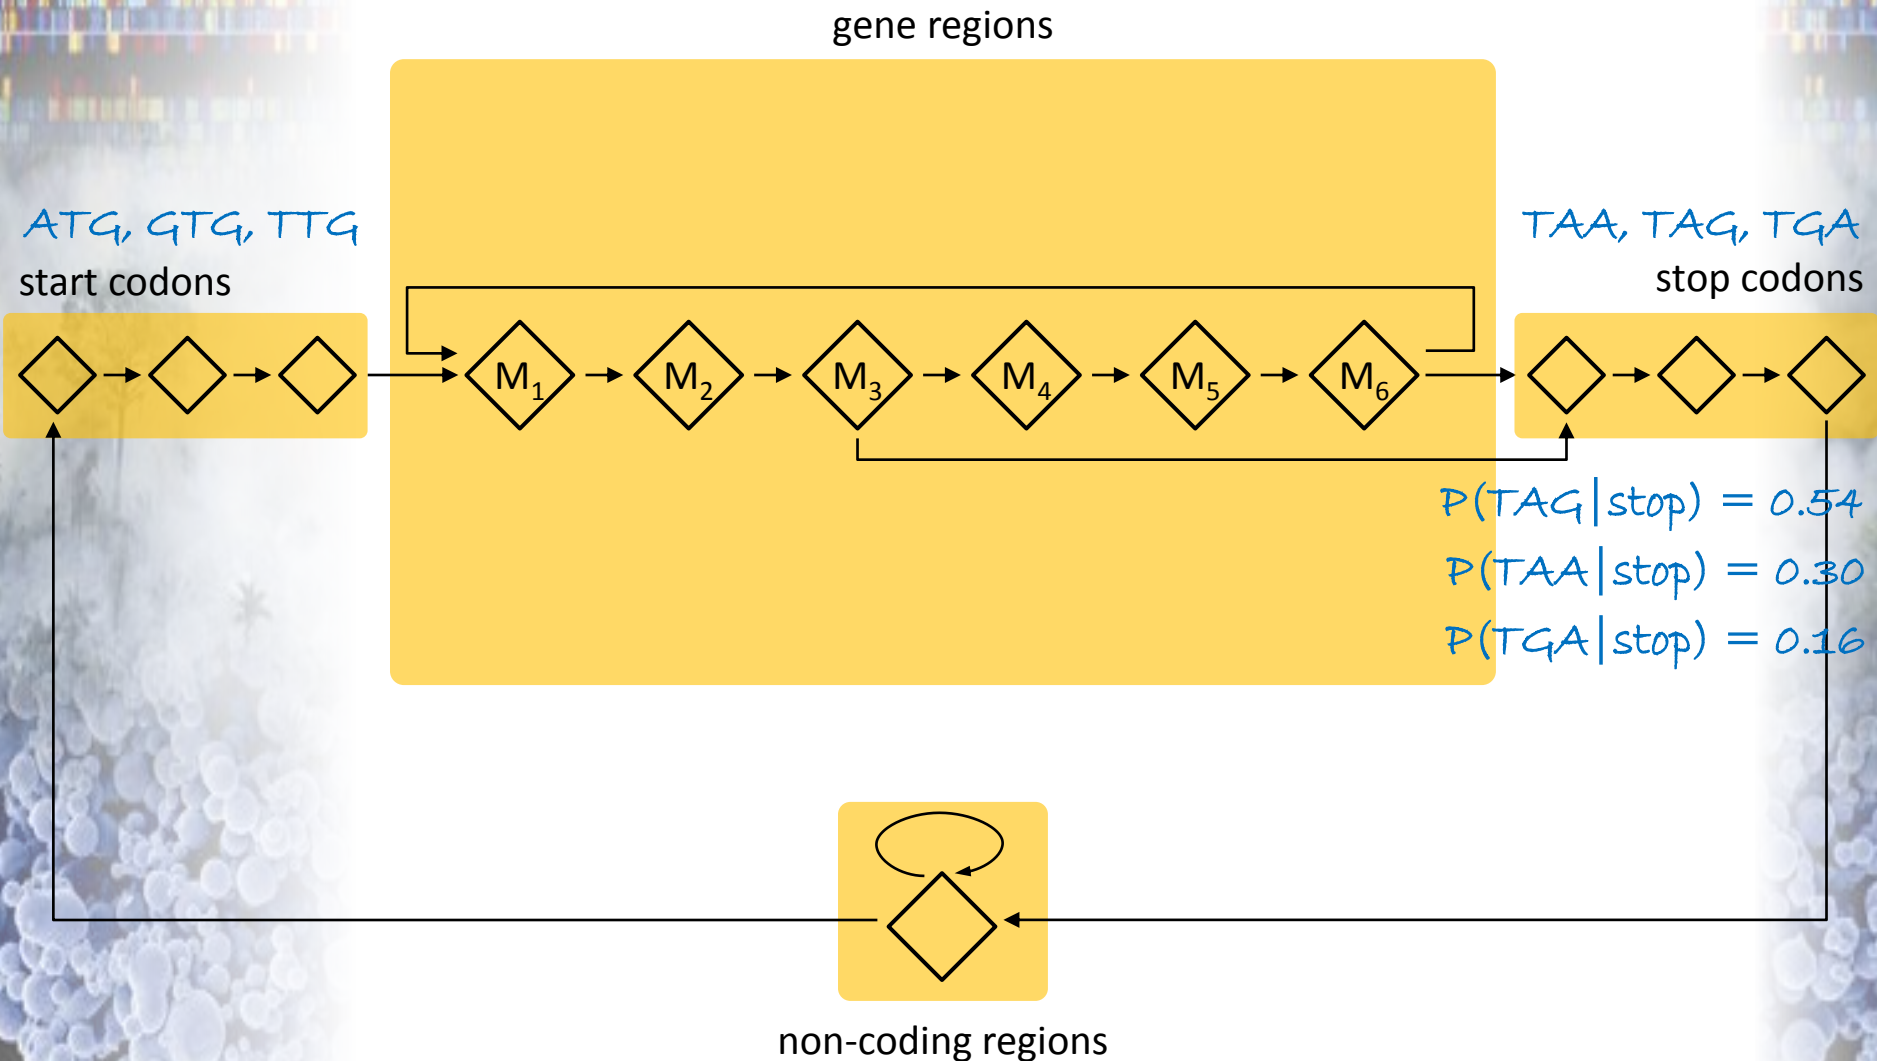 gene regions
ATG, GTG, TTG
start codons
TAA, TAG, TGA
stop codons
M1
M2
M3
M4
M5
M6
P(TAG|stop) = 0.54
P(TAA|stop) = 0.30
P(TGA|stop) = 0.16
non-coding regions